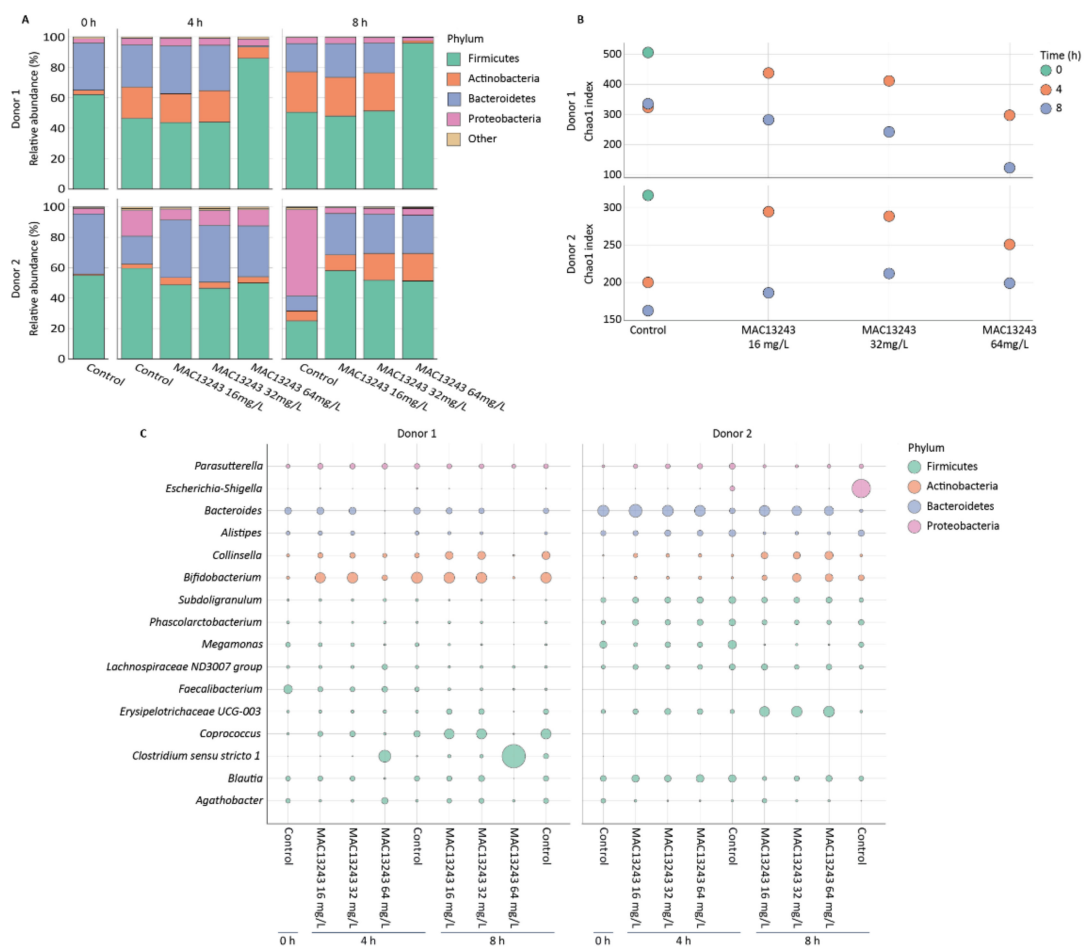 A
0 h
4 h
8 h
Donor 1
Relative abundance (%)
100
80
60
40
20
0
Phylum
Firmicutes
Actinobacteria
Bacteroidetes
Proteobacteria
Other
Donor 2
Relative abundance (%)
100
80
60
40
20
0
Control
Control
MAC13243 16mg/L
MAC13243 32mg/L
MAC13243 64mg/L
Control
MAC13243 16mg/L
MAC13243 32mg/L
MAC13243 64mg/L
B
Donor 1
Chao1 index
500
400
300
200
100
Time (h)
0
4
8
Donor 2
Chao1 index
300
250
200
150
Control
MAC13243
16 mg/L
MAC13243
32mg/L
MAC13243
64mg/L
C
Donor 1
Donor 2
Parasutterella
Escherichia-Shigella
Bacteroides
Alistipes
Collinsella
Bifidobacterium
Subdoligranulum
Phascolarctobacterium
Megamonas
Lachnospiraceae ND3007 group
Faecalibacterium
Erysipelotrichaceae UCG-003
Coprococcus
Clostridium sensu stricto 1
Blautia
Agathobacter
Phylum
Firmicutes
Actinobacteria
Bacteroidetes
Proteobacteria
Control
MAC13243 16 mg/L
MAC13243 32 mg/L
MAC13243 64 mg/L
Control
MAC13243 16 mg/L
MAC13243 32 mg/L
MAC13243 64 mg/L
Control
Control
MAC13243 16 mg/L
MAC13243 32 mg/L
MAC13243 64 mg/L
Control
MAC13243 16 mg/L
MAC13243 32 mg/L
MAC13243 64 mg/L
Control
0 h
4 h
8 h
0 h
4 h
8 h